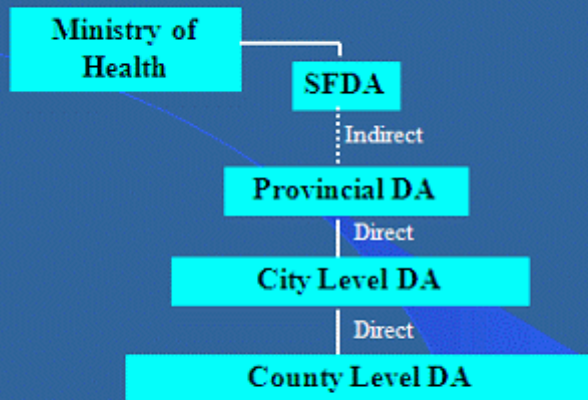 Ministry of
Health
SFDA
Indirect
Provincial DA
Direct
City Level DA
Direct
County Level DA